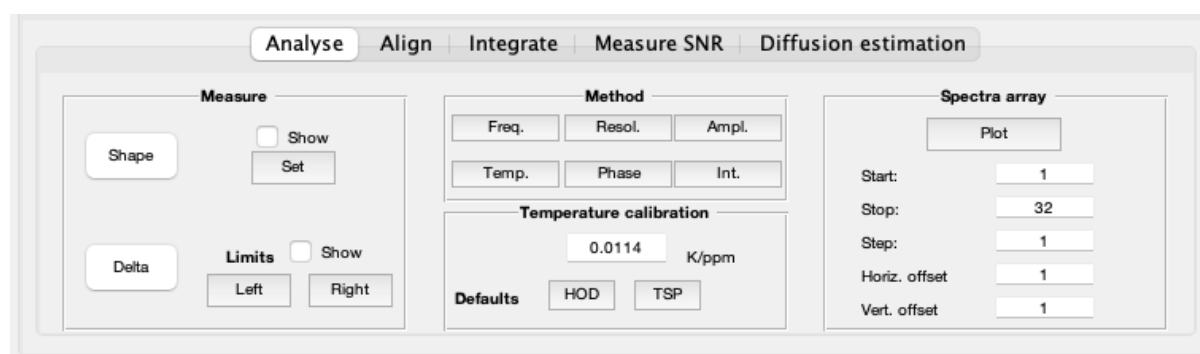 Analyse Align Integrate Measure SNR Diffusion estimation
Measure
Shape
Show
Set
Delta
Limits
Show
Left Right
Method
Freq. Resol. Ampl.
Temp. Phase Int.
Temperature calibration
0.0114 K/ppm
Defaults HOD TSP
Spectra array
Plot
Start: 1
Stop: 32
Step: 1
Horiz. offset 1
Vert. offset 1